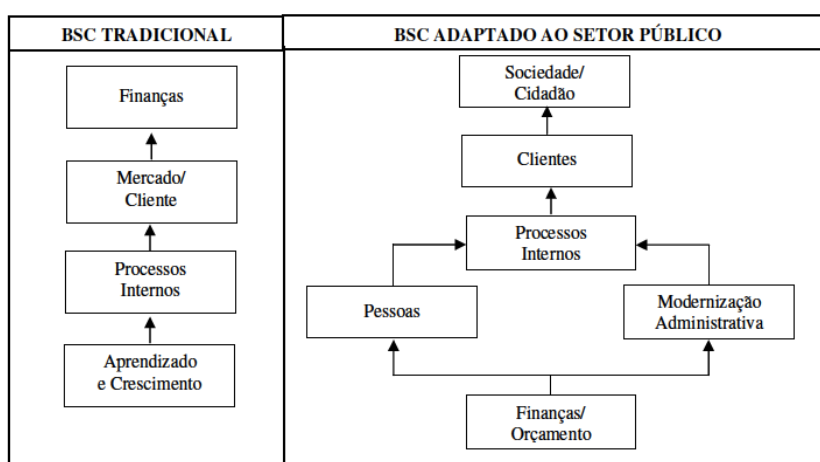 BSC TRADICIONAL
Finanças
Mercado/
Cliente
Processos
Internos
Aprendizado
e Crescimento
BSC ADAPTADO AO SETOR PÚBLICO
Sociedade/
Cidadão
Clientes
Processos
Internos
Pessoas
Modernização
Administrativa
Finanças/
Orçamento